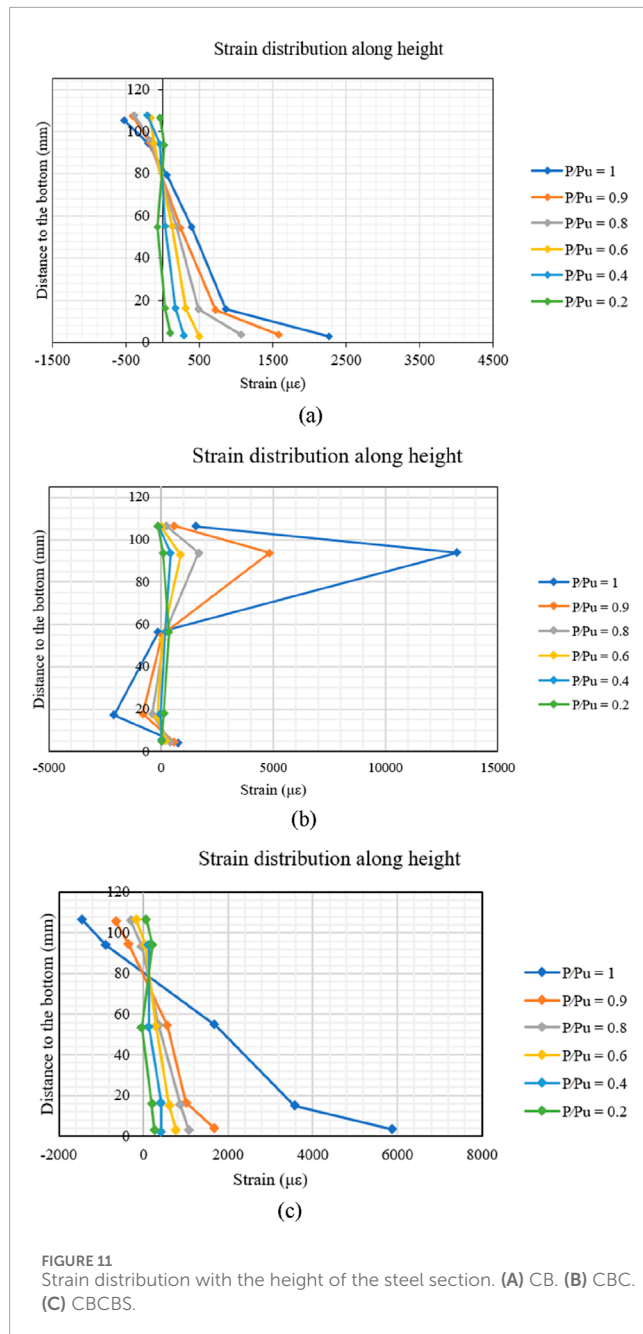 Strain distribution along height
Distance to the bottom (mm)
120
100
80
60
40
20
0
-1500 -500 500 1500 2500 3500 4500
Strain (με)
P/Pu = 1
P/Pu = 0.9
P/Pu = 0.8
P/Pu = 0.6
P/Pu = 0.4
P/Pu = 0.2
(a)
Strain distribution along height
Distance to the bottom (mm)
120
100
80
60
40
20
0
-5000 0 5000 10000 15000
Strain (με)
P/Pu = 1
P/Pu = 0.9
P/Pu = 0.8
P/Pu = 0.6
P/Pu = 0.4
P/Pu = 0.2
(b)
Strain distribution along height
Distance to the bottom (mm)
120
100
80
60
40
20
0
-2000 0 2000 4000 6000 8000
Strain (με)
P/Pu = 1
P/Pu = 0.9
P/Pu = 0.8
P/Pu = 0.6
P/Pu = 0.4
P/Pu = 0.2
(c)
FIGURE 11
Strain distribution with the height of the steel section. (A) CB. (B) CBC.
(C) CBCBS.